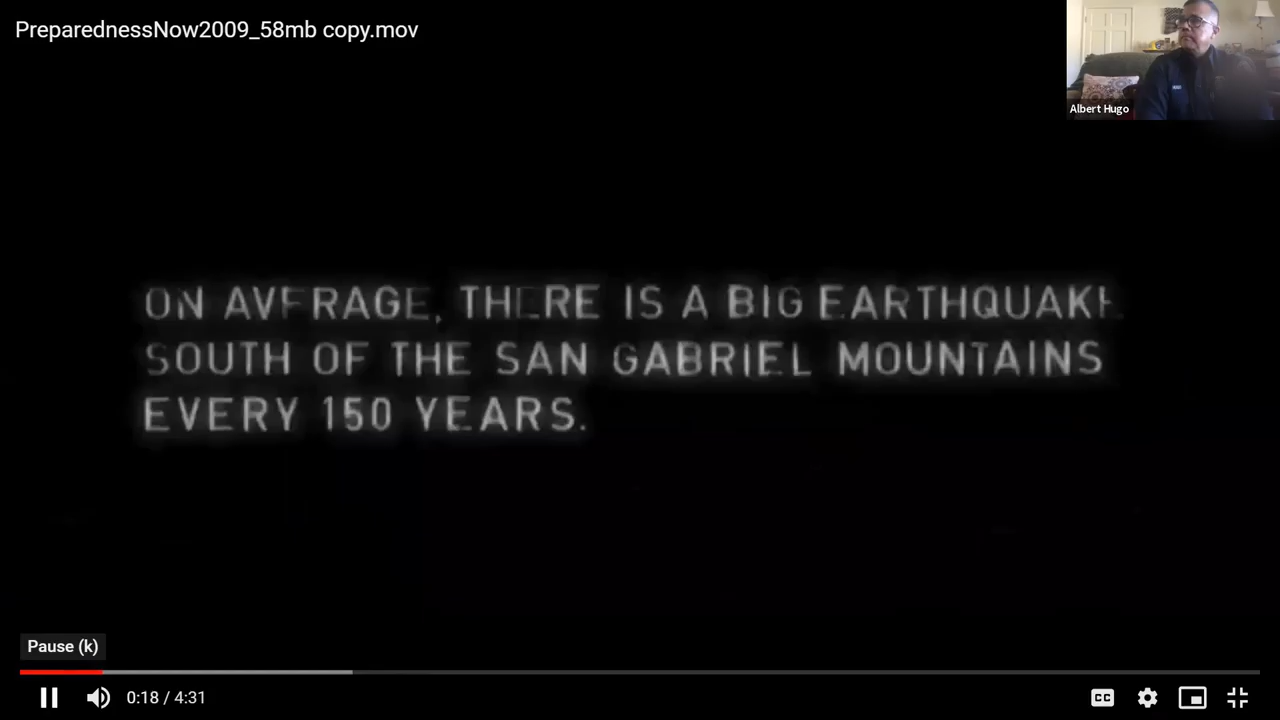 PreparednessNow2009_58mb copy.mov
Albert Hugo
ON AVERAGE, THERE IS A BIG EARTHQUAKE
SOUTH OF THE SAN GABRIEL MOUNTAINS
EVERY 150 YEARS.
Pause (k)
0:18 / 4:31
CC